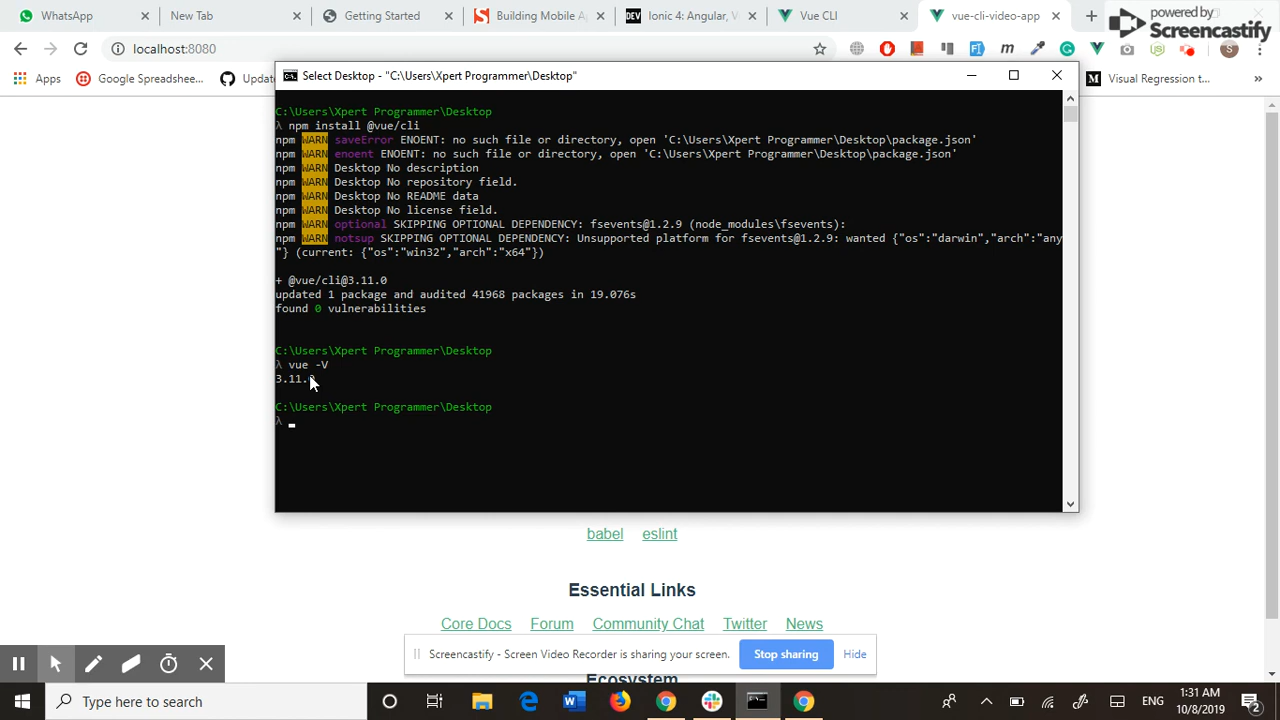 WhatsApp
New Tab
Getting Started
Building Mobile A
DEV
Ionic 4: Angular, V
Vue CLI
vue-cli-video-app
powered by
Screencastify
localhost:8080
Apps
Google Spreadshee...
Updat
Visual Regression t...
Select Desktop - "C:\Users\Xpert Programmer\Desktop"
C:\Users\Xpert Programmer\Desktop
λ npm install @vue/cli
npm WARN saveError ENOENT: no such file or directory, open 'C:\Users\Xpert Programmer\Desktop\package.json'
npm WARN enoent ENOENT: no such file or directory, open 'C:\Users\Xpert Programmer\Desktop\package.json'
npm WARN Desktop No description
npm WARN Desktop No repository field.
npm WARN Desktop No README data
npm WARN Desktop No license field.
npm WARN optional SKIPPING OPTIONAL DEPENDENCY: fsevents@1.2.9 (node_modules\fsevents):
npm WARN notsup SKIPPING OPTIONAL DEPENDENCY: Unsupported platform for fsevents@1.2.9: wanted {"os":"darwin","arch":"any
"} (current: {"os":"win32","arch":"x64"})
+ @vue/cli@3.11.0
updated 1 package and audited 41968 packages in 19.076s
found 0 vulnerabilities
C:\Users\Xpert Programmer\Desktop
λ vue -V
3.11.
C:\Users\Xpert Programmer\Desktop
λ
babel eslint
Essential Links
Core Docs Forum Community Chat Twitter News
Screencastify - Screen Video Recorder is sharing your screen.
Stop sharing
Hide
Ecosystem
Type here to search
ENG
1:31 AM
10/8/2019
2